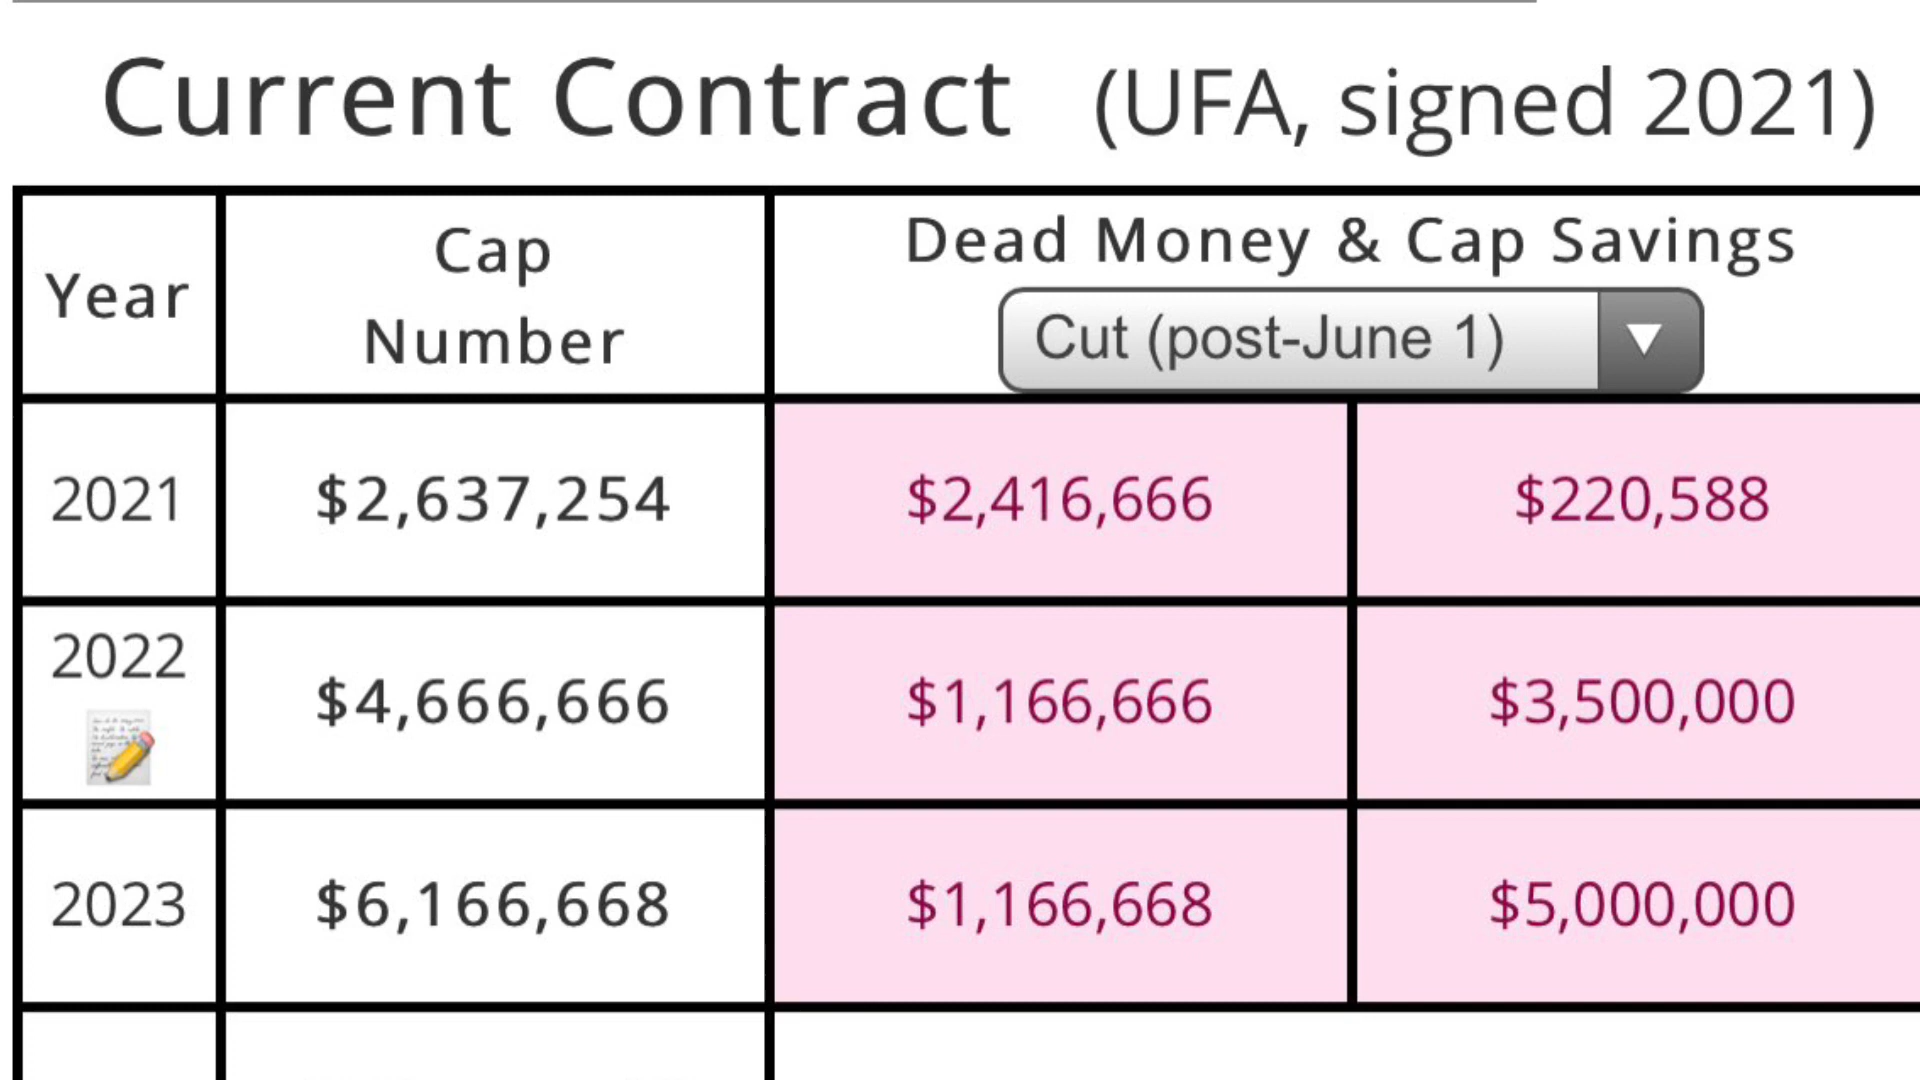 Current Contract (UFA, signed 2021)
Year
Cap
Number
Dead Money & Cap Savings
Cut (post-June 1)
2021 $2,637,254 $2,416,666 $220,588
2022 $4,666,666 $1,166,666 $3,500,000
2023 $6,166,668 $1,166,668 $5,000,000